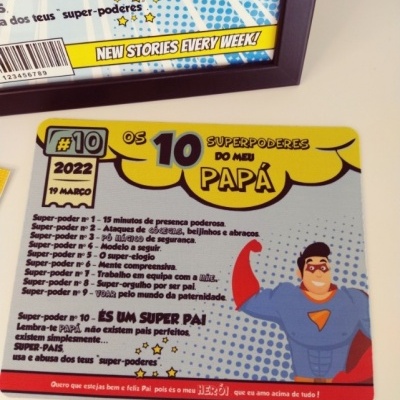 S,
sa dos teus "super-poderes"
NEW STORIES EVERY WEEK!
123456789
#10
2022
19 MARÇO
OS 10 SUPERPODERES
DO MEU
PAPÁ
Super-poder nº 1 - 15 minutos de presença poderosa.
Super-poder nº 2 - Ataques de CÓCEGAS, beijinhos e abraços.
Super-poder nº 3 - PÓ MÁGICO de segurança.
Super-poder nº 4 - Modelo a seguir.
Super-poder nº 5 - O super-elogio
Super-poder nº 6 - Mente compreensiva.
Super-poder nº 7 - Trabalho em equipa com a MÃE.
Super-poder nº 8 - Super-orgulho por ser pai.
Super-poder nº 9 - VOAR pelo mundo da paternidade.
Super-poder nº 10 - ÉS UM SUPER PAI
Lembra-te PAPÁ, não existem pais perfeitos,
existem simplesmente...
SUPER-PAIS,
usa e abusa dos teus "super-poderes".
Quero que estejas bem e feliz Pai pois és o meu HERÓI que eu amo acima de tudo!